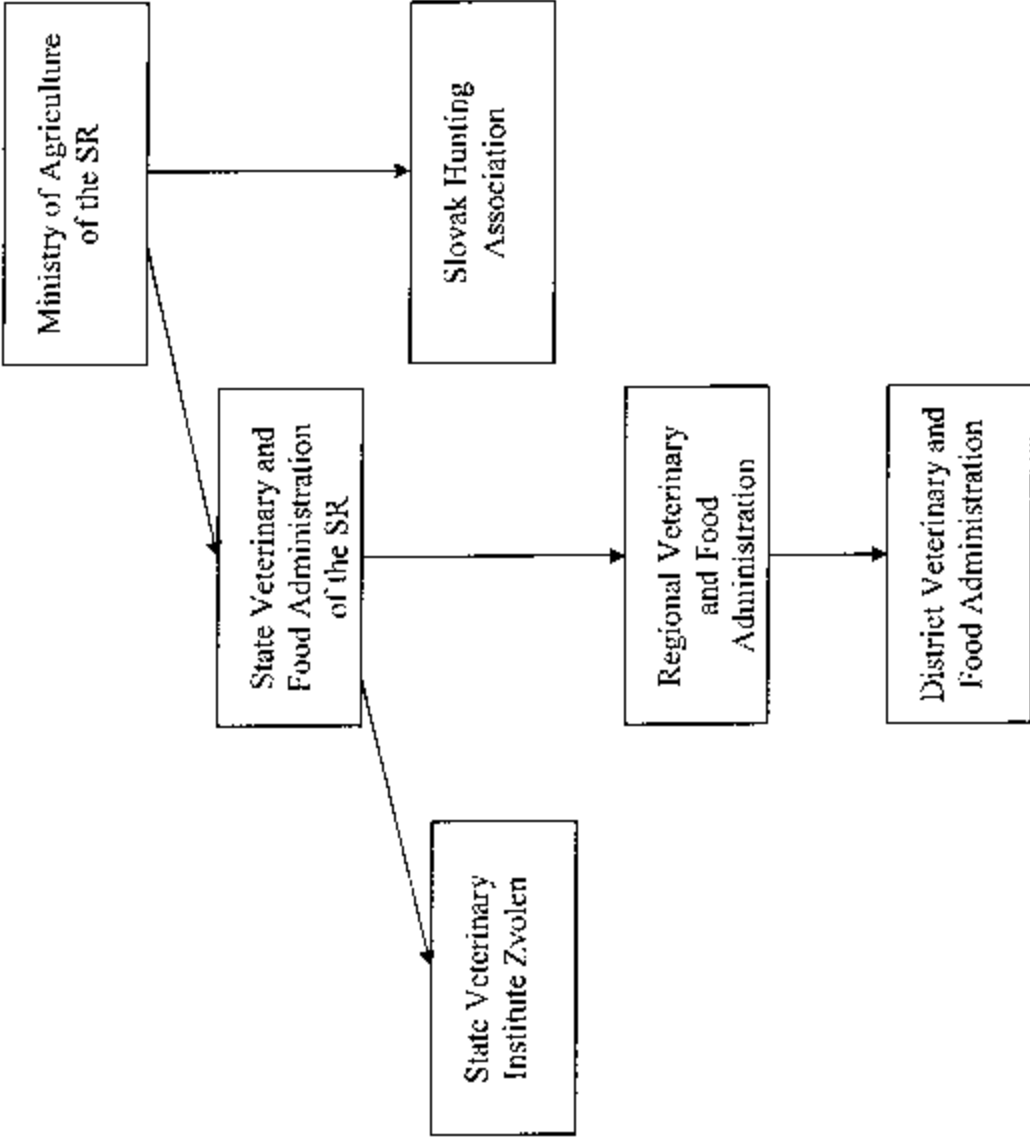 Ministry of Agriculture
of the SR
State Veterinary and
Food Administration
of the SR
Slovak Hunting
Association
State Veterinary
Institute Zvolen
Regional Veterinary
and Food
Administration
District Veterinary and
Food Administration